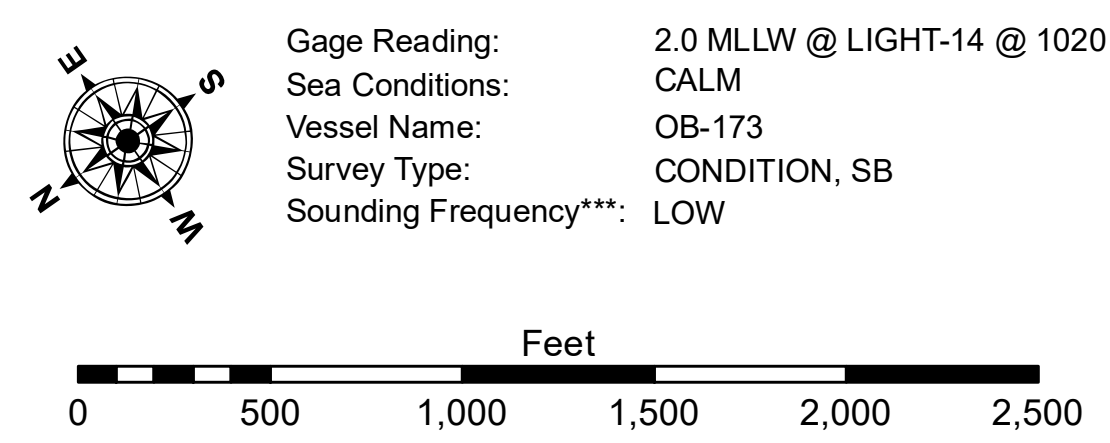 E
S
N
W
Gage Reading: 2.0 MLLW @ LIGHT-14 @ 1020
Sea Conditions: CALM
Vessel Name: OB-173
Survey Type: CONDITION, SB
Sounding Frequency***: LOW
Feet
0 500 1,000 1,500 2,000 2,500